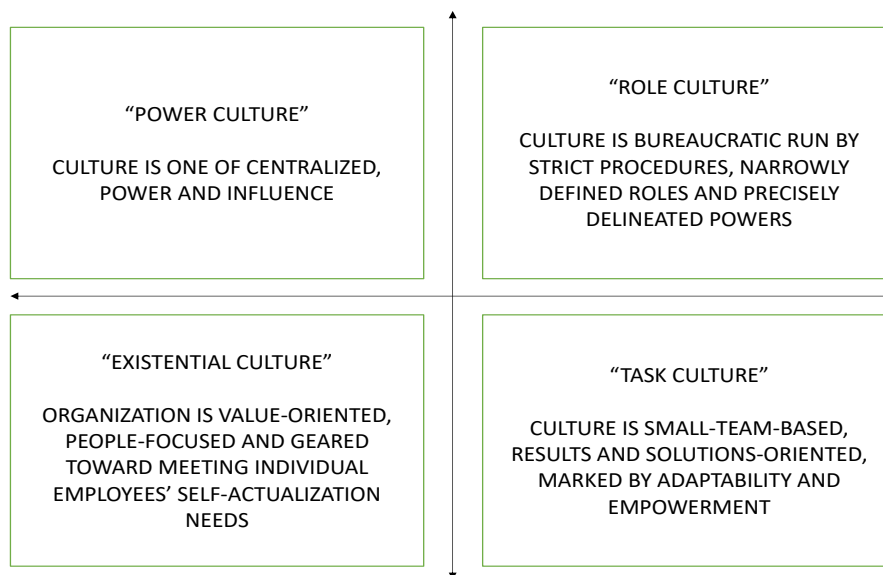 “POWER CULTURE”
CULTURE IS ONE OF CENTRALIZED,
POWER AND INFLUENCE
“ROLE CULTURE”
CULTURE IS BUREAUCRATIC RUN BY
STRICT PROCEDURES, NARROWLY
DEFINED ROLES AND PRECISELY
DELINEATED POWERS
“EXISTENTIAL CULTURE”
ORGANIZATION IS VALUE-ORIENTED,
PEOPLE-FOCUSED AND GEARED
TOWARD MEETING INDIVIDUAL
EMPLOYEES’ SELF-ACTUALIZATION
NEEDS
“TASK CULTURE”
CULTURE IS SMALL-TEAM-BASED,
RESULTS AND SOLUTIONS-ORIENTED,
MARKED BY ADAPTABILITY AND
EMPOWERMENT